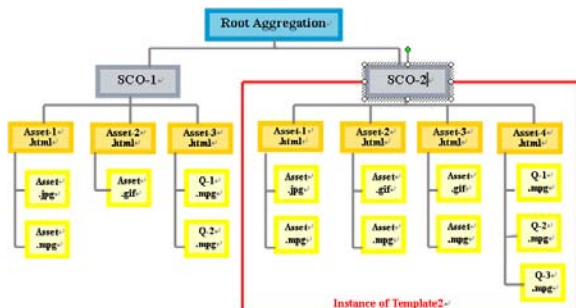 Root Aggregation
SCO-1
SCO-2
Asset-1
.html
Asset-2
.html
Asset-3
.html
Asset-1
.html
Asset-2
.html
Asset-3
.html
Asset-4
.html
Asset
.jpg
Asset
.gif
Q-1
.mpg
Asset
.jpg
Asset
.gif
Asset
.gif
Q-1
.mpg
Asset
.mpg
Q-2
.mpg
Asset
.mpg
Asset
.mpg
Asset
.mpg
Q-2
.mpg
Q-3
.mpg
Instance of Template2